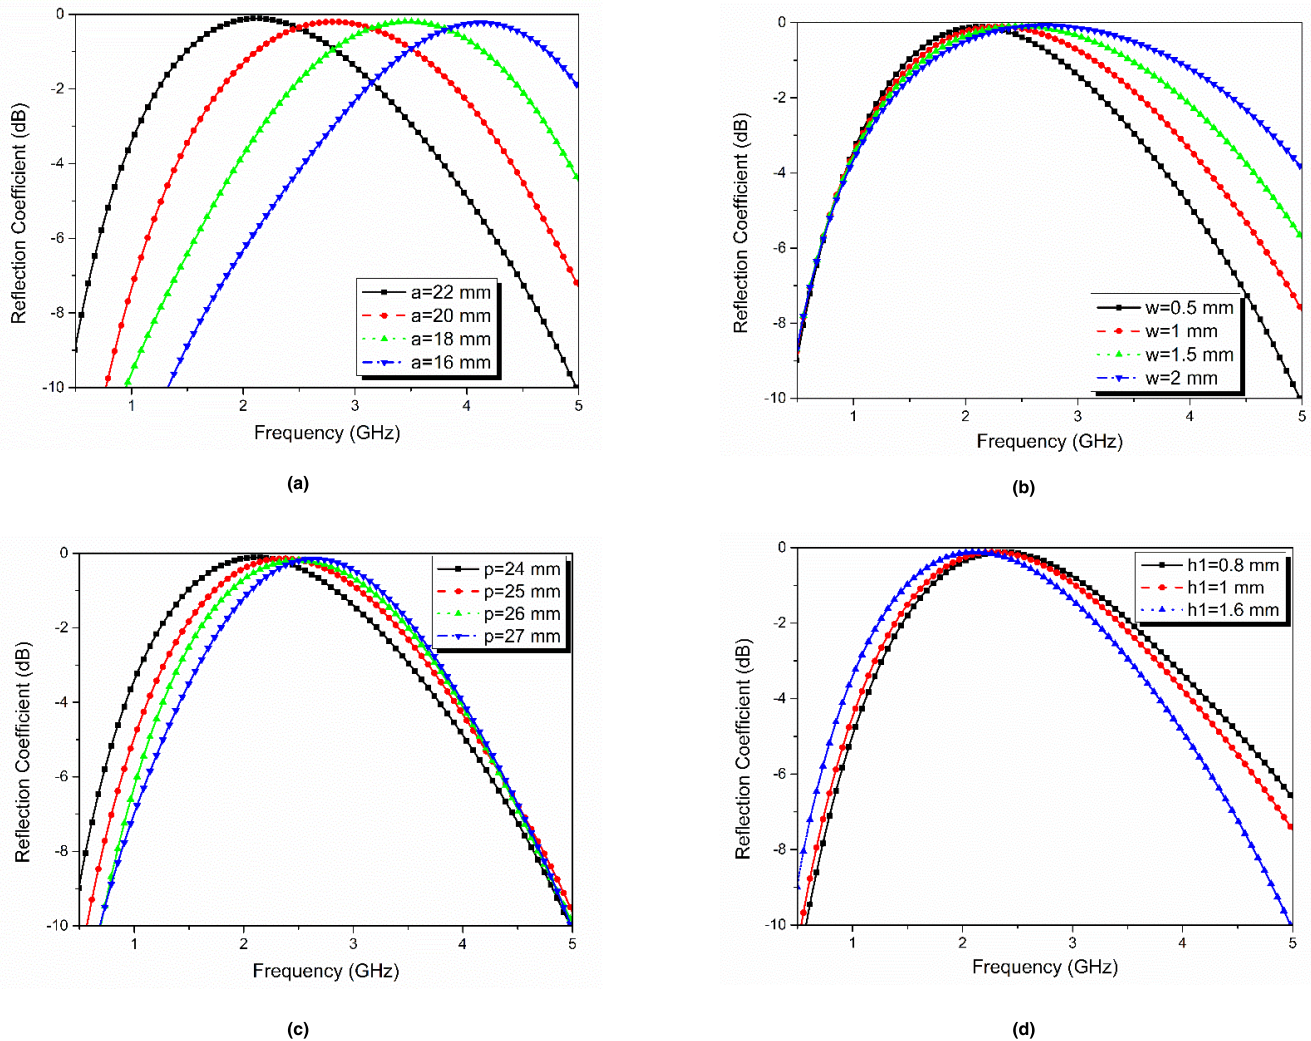 0
-2
-4
-6
-8
-10
Reflection Coefficient (dB)
a=22 mm
a=20 mm
a=18 mm
a=16 mm
1 2 3 4 5
Frequency (GHz)
(a)
0
-2
-4
-6
-8
-10
Reflection Coefficient (dB)
w=0.5 mm
w=1 mm
w=1.5 mm
w=2 mm
1 2 3 4 5
Frequency (GHz)
(b)
0
-2
-4
-6
-8
-10
Reflection Coefficient (dB)
p=24 mm
p=25 mm
p=26 mm
p=27 mm
1 2 3 4 5
Frequency (GHz)
(c)
0
-2
-4
-6
-8
-10
Reflection Coefficient (dB)
h1=0.8 mm
h1=1 mm
h1=1.6 mm
1 2 3 4 5
Frequency (GHz)
(d)